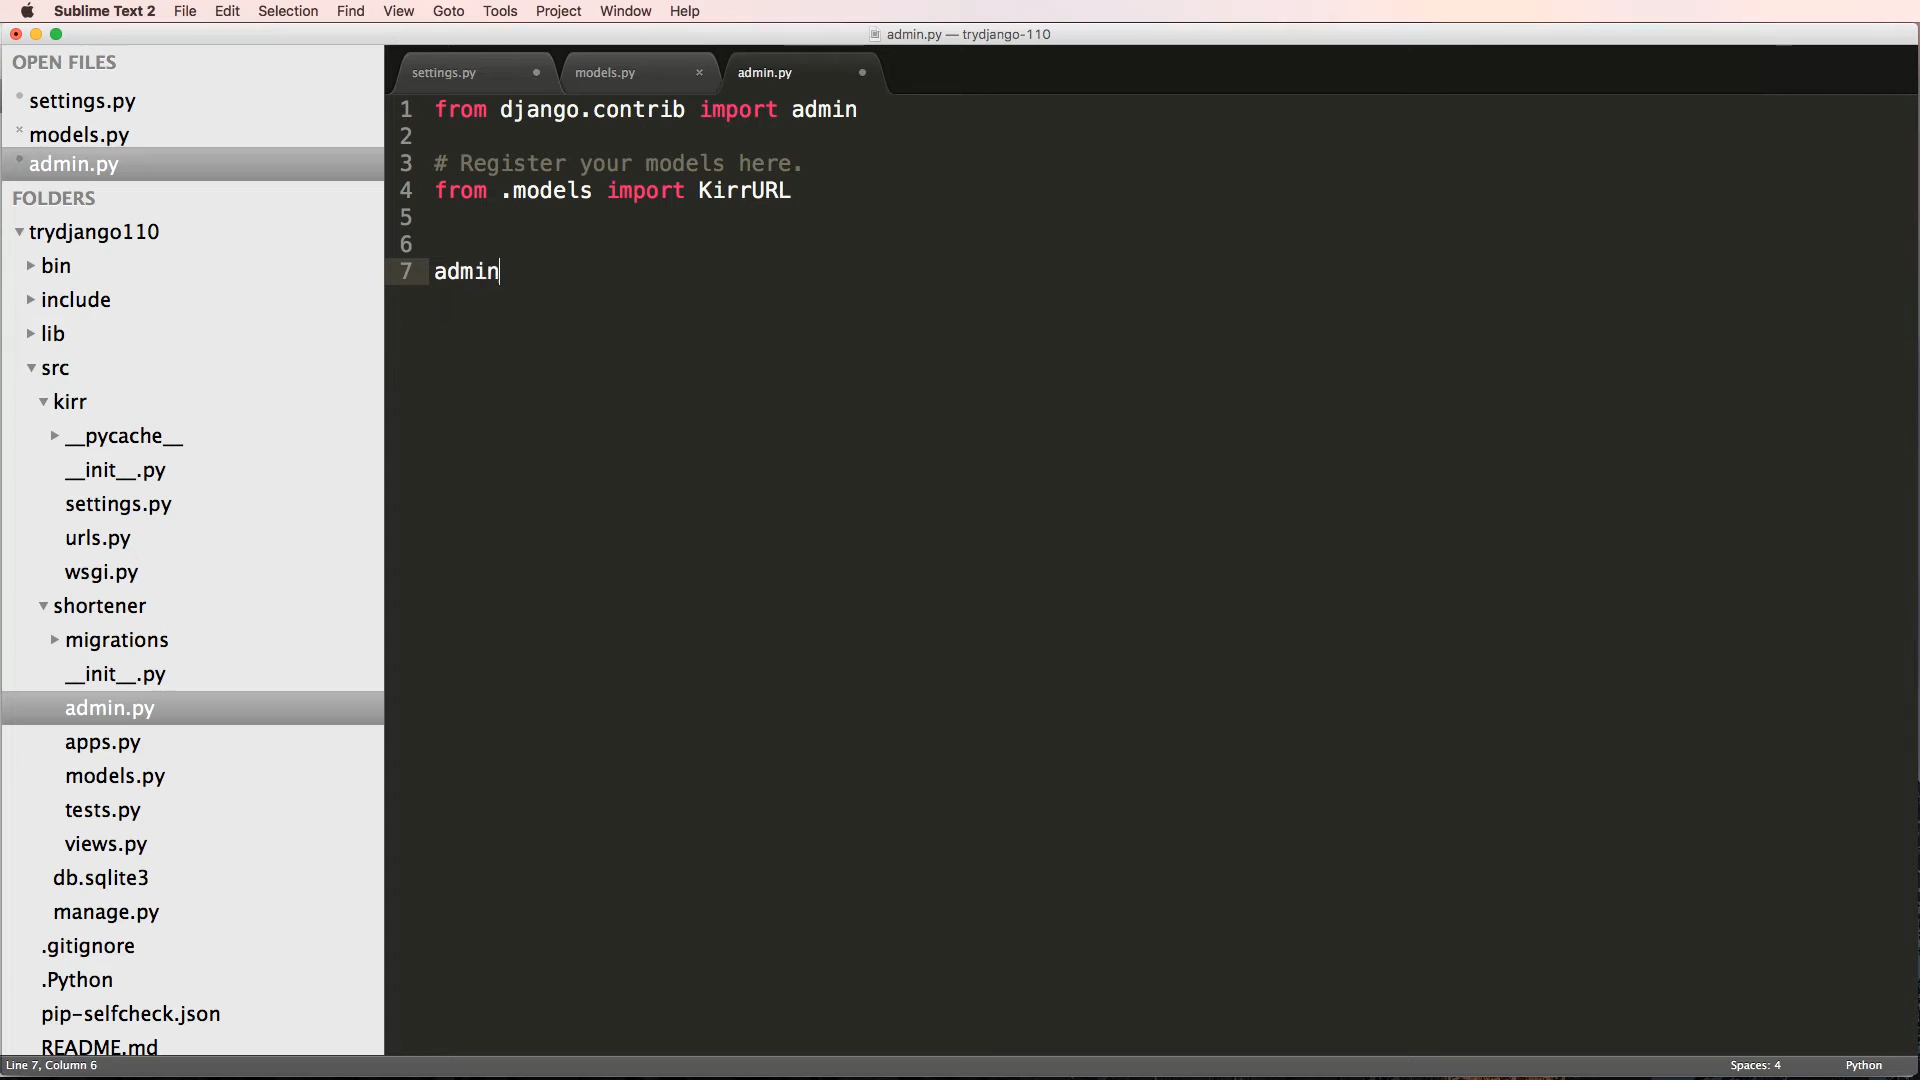 Sublime Text 2 File Edit Selection Find View Goto Tools Project Window Help
admin.py — trydjango-110
OPEN FILES
settings.py
models.py
admin.py
FOLDERS
trydjango110
bin
include
lib
src
kirr
__pycache__
__init__.py
settings.py
urls.py
wsgi.py
shortener
migrations
__init__.py
admin.py
apps.py
models.py
tests.py
views.py
db.sqlite3
manage.py
.gitignore
.Python
pip-selfcheck.json
README.md
settings.py models.py × admin.py
1 from django.contrib import admin
2
3 # Register your models here.
4 from .models import KirrURL
5
6
7 admin
Line 7, Column 6 Spaces: 4 Python